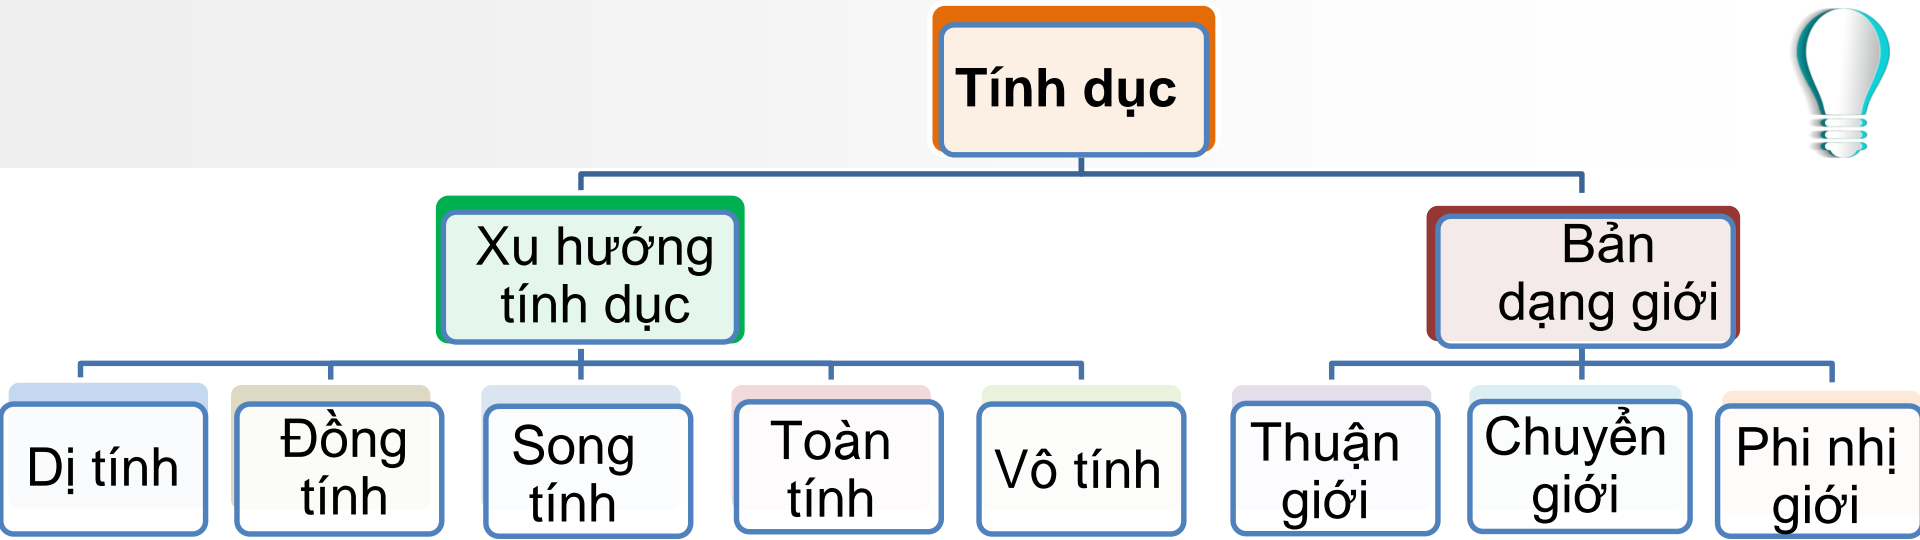 Tính dục
Xu hướng
tính dục
Bản
dạng giới
Dị tính
Đồng
tính
Song
tính
Toàn
tính
Vô tính
Thuận
giới
Chuyển
giới
Phi nhị
giới